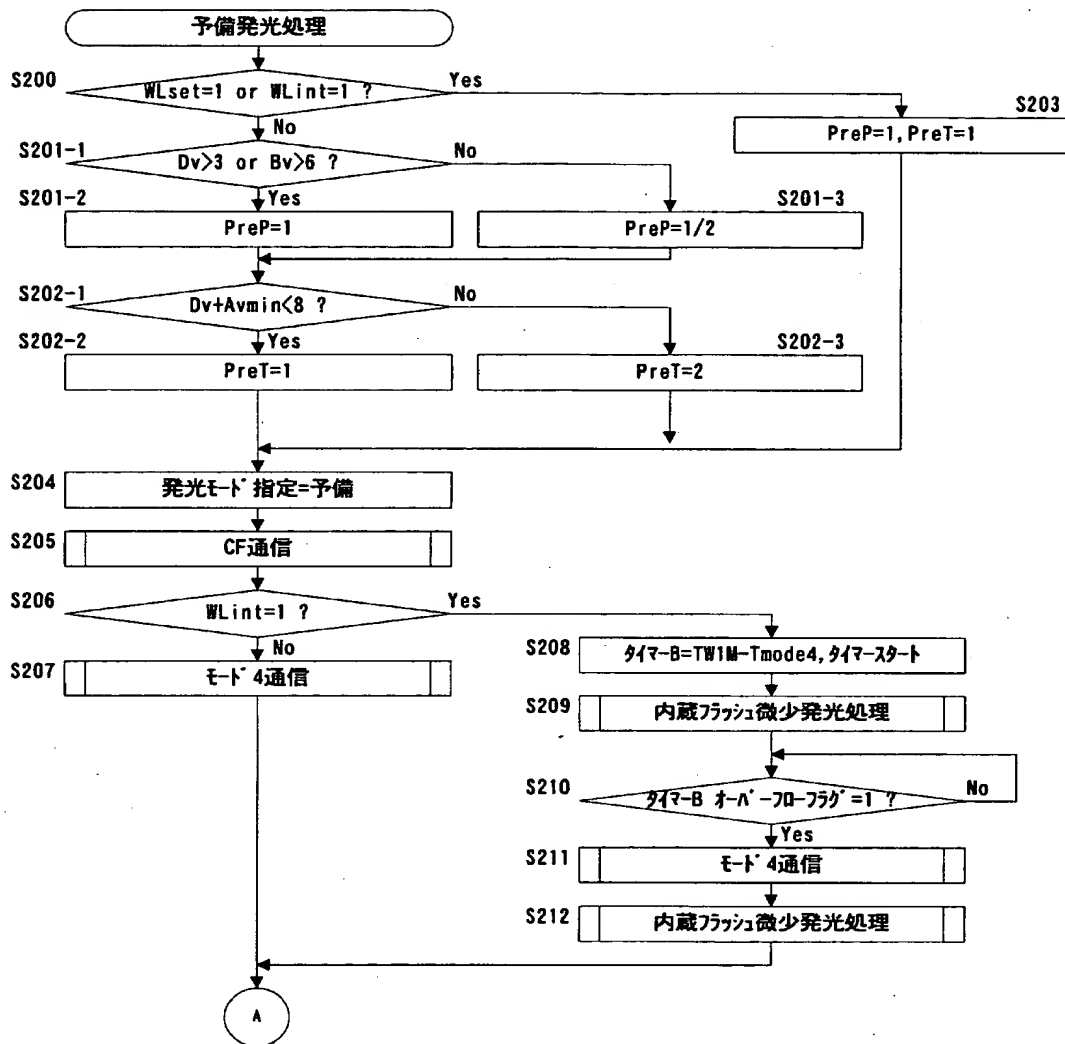 予備発光処理
S200
WLset=1 or WLint=1 ?
Yes
No
S203
PreP=1,PreT=1
S201-1
Dv>3 or Bv>6 ?
No
Yes
S201-2
PreP=1
S201-3
PreP=1/2
S202-1
Dv+Avmin<8 ?
No
Yes
S202-2
PreT=1
S202-3
PreT=2
S204
発光モード指定=予備
S205
CF通信
S206
WLint=1 ?
Yes
No
S207
モード4通信
S208
タイマーB=TW1M-Tmode4,タイマースタート
S209
内蔵フラッシュ微少発光処理
S210
タイマーB オーバーフローフラグ=1 ?
No
Yes
S211
モード4通信
S212
内蔵フラッシュ微少発光処理
A